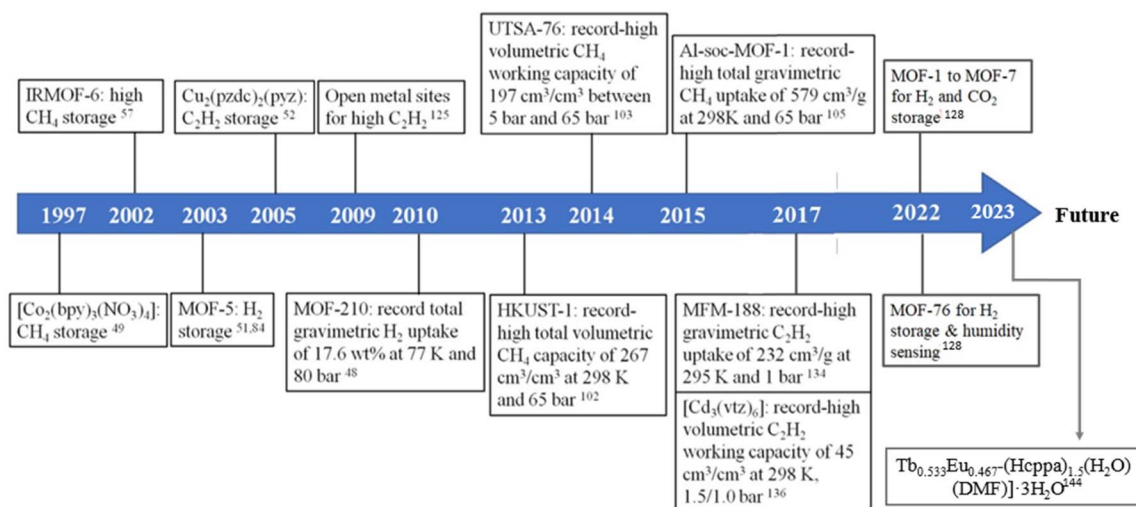 IRMOF-6: high
CH₄ storage ⁵⁷
Cu₂(pzdc)₂(pyz):
C₂H₂ storage ⁵²
Open metal sites
for high C₂H₂ ¹²⁵
UTSA-76: record-high
volumetric CH₄
working capacity of
197 cm³/cm³ between
5 bar and 65 bar ¹⁰³
Al-soc-MOF-1: record-
high total gravimetric
CH₄ uptake of 579 cm³/g
at 298K and 65 bar ¹⁰⁵
MOF-1 to MOF-7
for H₂ and CO₂
storage ¹²⁸
1997 2002 2003 2005 2009 2010 2013 2014 2015 2017 2022 2023 Future
[Co₂(bpy)₃(NO₃)₄]:
CH₄ storage ⁴⁹
MOF-5: H₂
storage ⁵¹,⁸⁴
MOF-210: record total
gravimetric H₂ uptake
of 17.6 wt% at 77 K and
80 bar ⁴⁸
HKUST-1: record-
high total volumetric
CH₄ capacity of 267
cm³/cm³ at 298 K
and 65 bar ¹⁰²
MFM-188: record-high
gravimetric C₂H₂
uptake of 232 cm³/g at
295 K and 1 bar ¹³⁴
[Cd₃(vtz)₆]: record-high
volumetric C₂H₂
working capacity of 45
cm³/cm³ at 298 K,
1.5/1.0 bar ¹³⁶
MOF-76 for H₂
storage & humidity
sensing ¹²⁸
Tb₀.₅₃₃Eu₀.₄₆₇-(Hcppa)₁.₅(H₂O)
(DMF)]·3H₂O¹⁴⁴